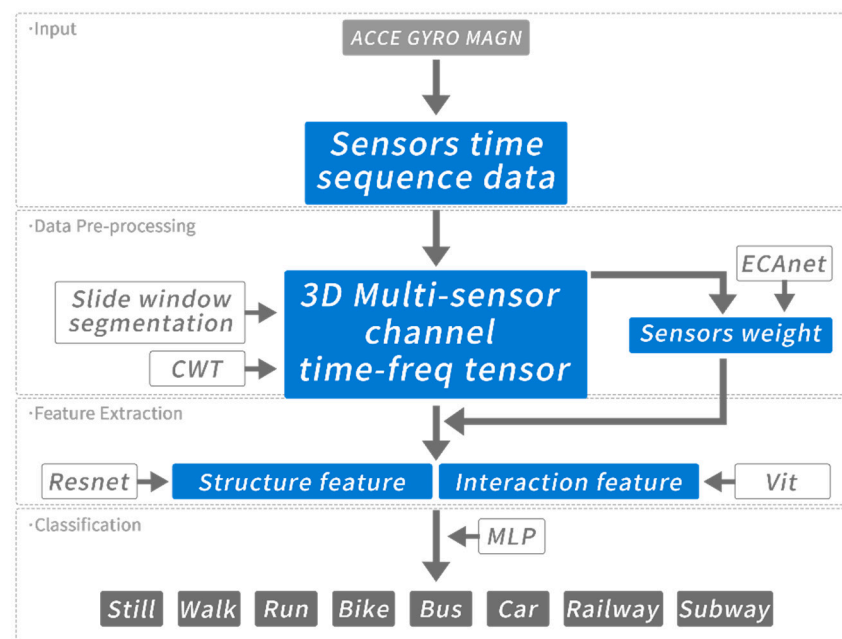 ·Input
ACCE GYRO MAGN
Sensors time
sequence data
·Data Pre-processing
ECAnet
Slide window
segmentation
3D Multi-sensor
channel
time-freq tensor
Sensors weight
CWT
·Feature Extraction
Resnet
Structure feature
Interaction feature
Vit
·Classification
MLP
Still
Walk
Run
Bike
Bus
Car
Railway
Subway